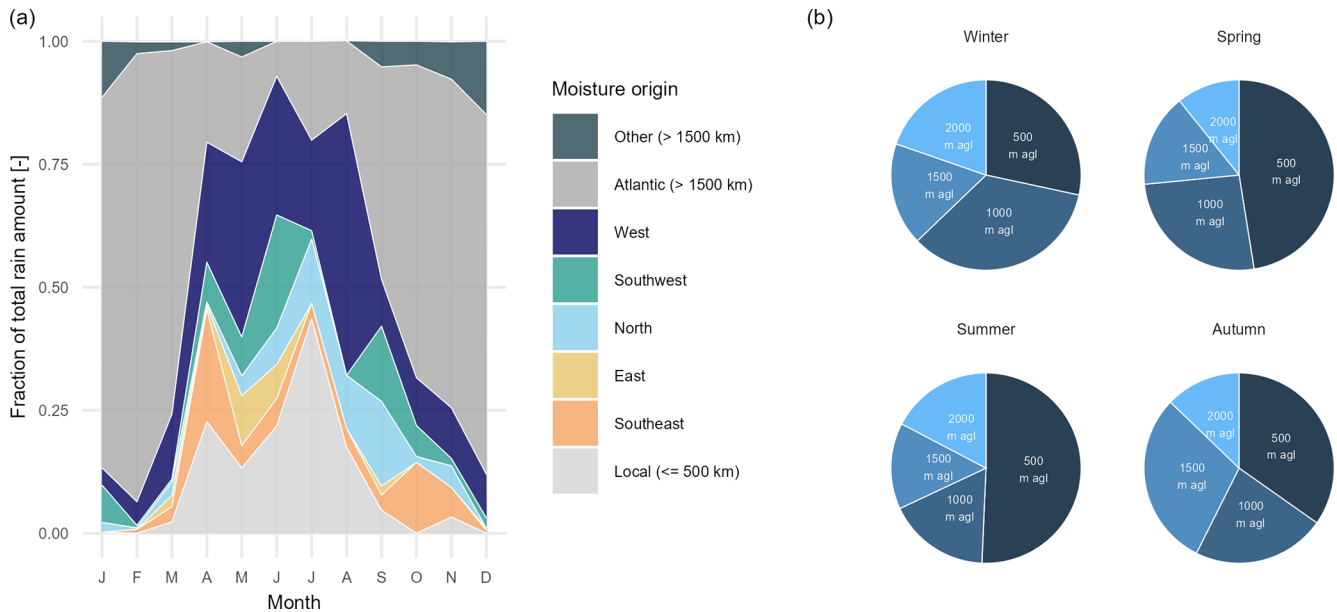 (a)
1.00
0.75
0.50
0.25
0.00
Fraction of total rain amount [-]
J F M A M J J A S O N D
Month
Moisture origin
Other (> 1500 km)
Atlantic (> 1500 km)
West
Southwest
North
East
Southeast
Local (<= 500 km)
(b)
Winter
2000
m agl
500
m agl
1500
m agl
1000
m agl
Spring
2000
m agl
1500
m agl
500
m agl
1000
m agl
Summer
2000
m agl
1500
m agl
500
m agl
1000
m agl
Autumn
2000
m agl
500
m agl
1500
m agl
1000
m agl